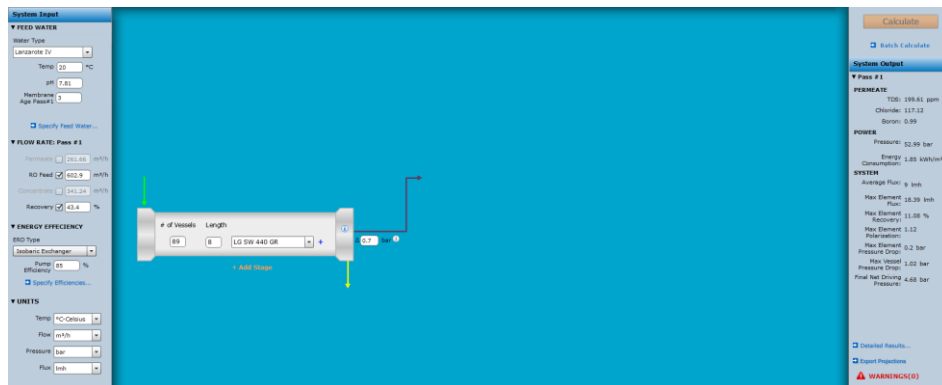 System Input
▼ FEED WATER
Water Type
Lanzarote IV
Temp 20 °C
pH 7.81
Membrane Age Pass#1 3
Specify Feed Water...
▼ FLOW RATE: Pass #1
Permeate 261.66 m³/h
RO Feed 602.9 m³/h
Concentrate 341.24 m³/h
Recovery 43.4 %
▼ ENERGY EFFECIENCY
ERD Type
Isobaric Exchanger
Pump Efficiency 85 %
Specify Efficiencies...
▼ UNITS
Temp °C-Celsius
Flow m³/h
Pressure bar
Flux lmh
# of Vessels Length
89 8 LG SW 440 GR +
Δ 0.7 bar
+ Add Stage
Calculate
Batch Calculate
System Output
▼ Pass #1
PERMEATE
TDS: 199.61 ppm
Chloride: 117.12
Boron: 0.99
POWER
Pressure: 52.99 bar
Energy Consumption: 1.85 kWh/m³
SYSTEM
Average Flux: 9 lmh
Max Element Flux: 18.39 lmh
Max Element Recovery: 11.08 %
Max Element Polarization: 1.12
Max Element Pressure Drop: 0.2 bar
Max Vessel Pressure Drop: 1.02 bar
Final Net Driving Pressure: 4.68 bar
Detailed Results...
Export Projections
WARNINGS(0)